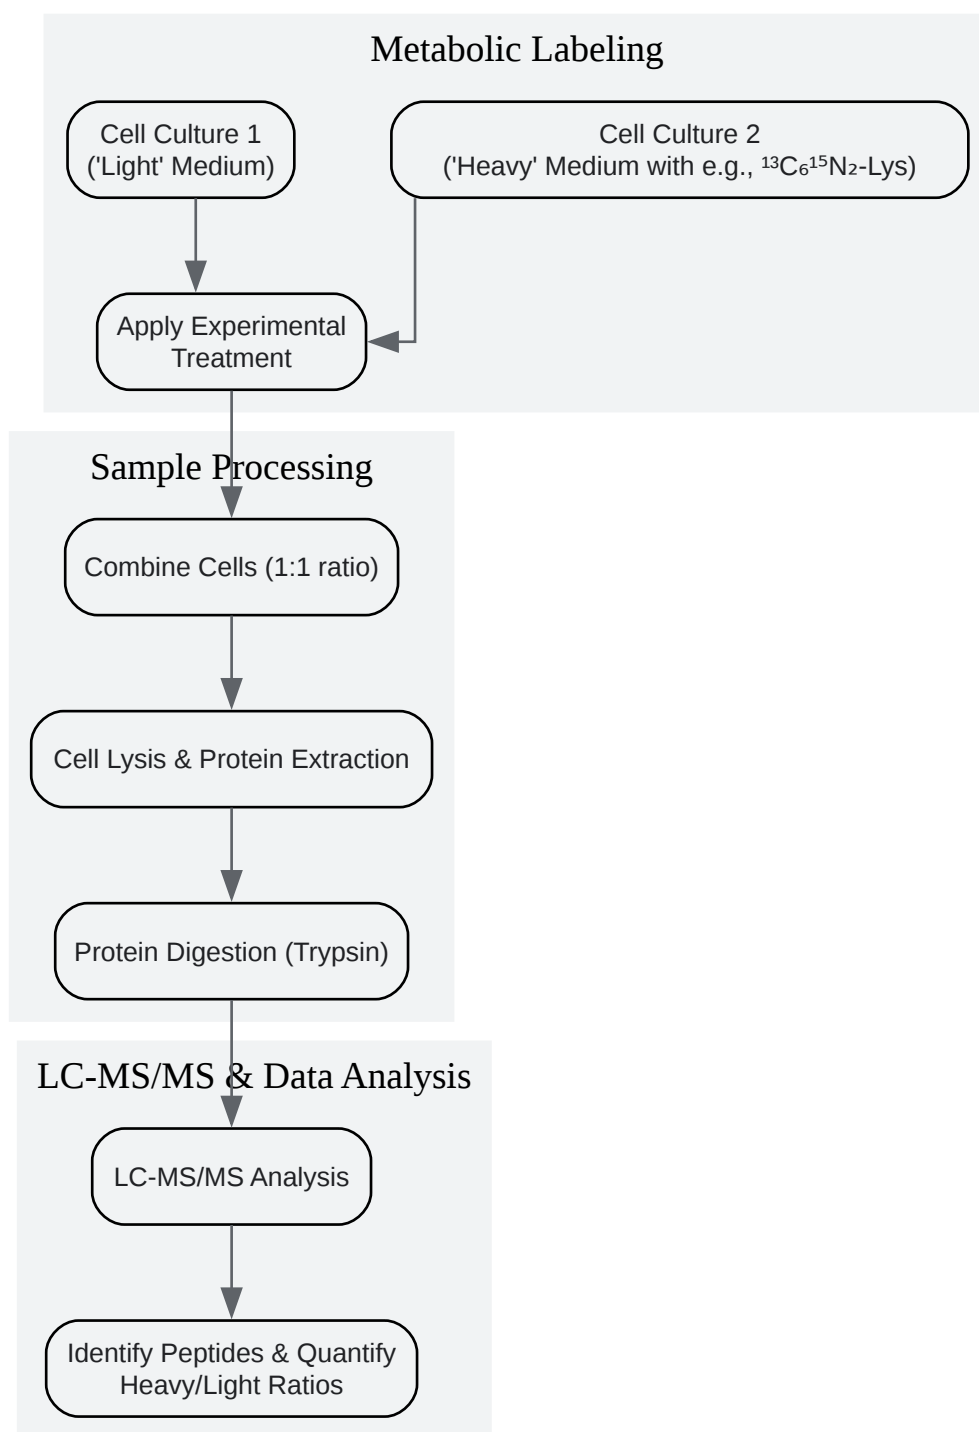 Metabolic Labeling
Cell Culture 1
('Light' Medium)
Cell Culture 2
('Heavy' Medium with e.g., ¹³C₆¹⁵N₂-Lys)
Apply Experimental
Treatment
Sample Processing
Combine Cells (1:1 ratio)
Cell Lysis & Protein Extraction
Protein Digestion (Trypsin)
LC-MS/MS & Data Analysis
LC-MS/MS Analysis
Identify Peptides & Quantify
Heavy/Light Ratios